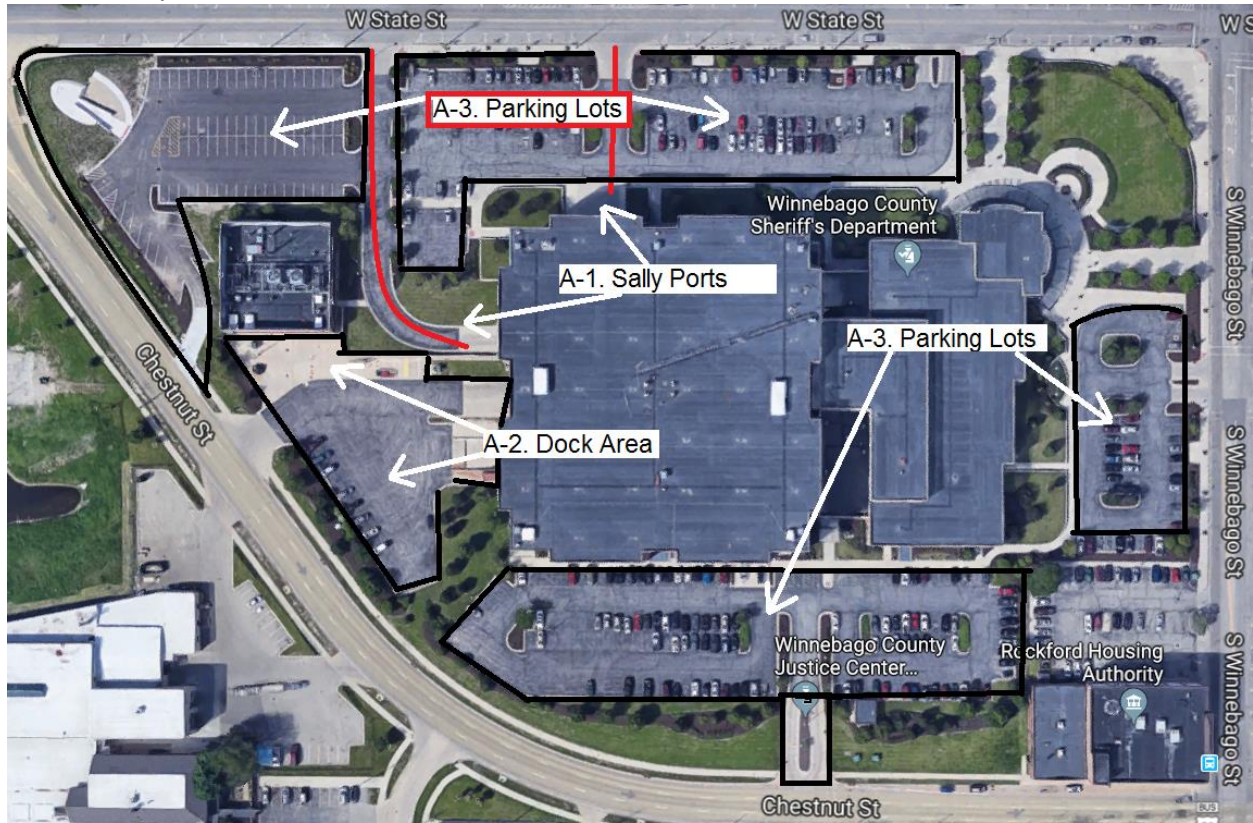 W State St
W State St
W S
A-3. Parking Lots
Winnebago County
Sheriff's Department
S Winnebago St
A-1. Sally Ports
A-3. Parking Lots
Chestnut St
S Winnebago St
A-2. Dock Area
Winnebago County
Justice Center...
Rockford Housing
Authority
S Winnebago St
Chestnut St
BUS